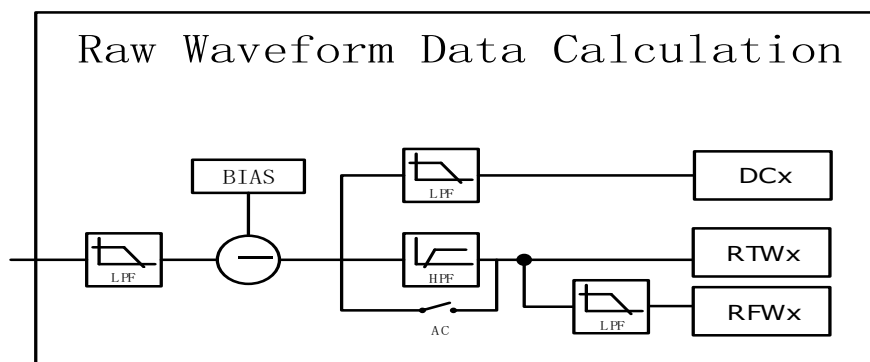 Raw Waveform Data Calculation
BIAS
LPF
DCx
LPF
HPF
RTWx
AC
LPF
RFWx